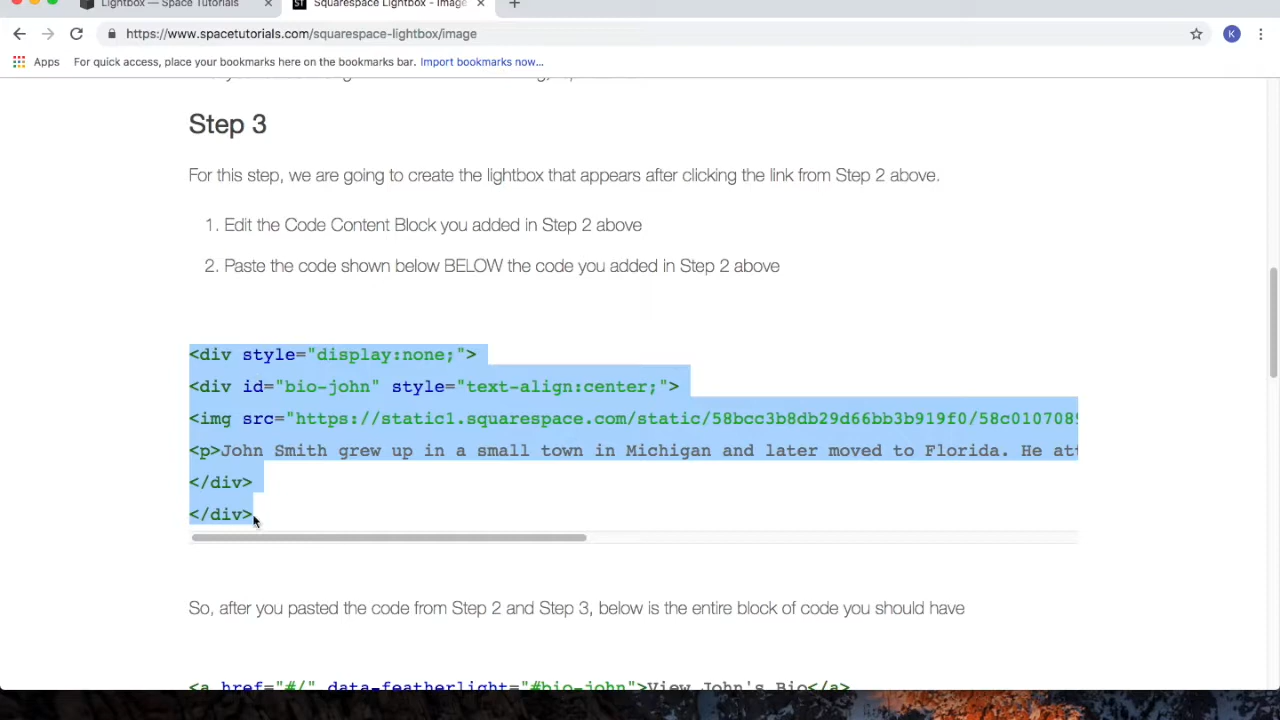 Lightbox — Space Tutorials
Squarespace Lightbox - Image
https://www.spacetutorials.com/squarespace-lightbox/image
K
Apps For quick access, place your bookmarks here on the bookmarks bar. Import bookmarks now...
Step 3
For this step, we are going to create the lightbox that appears after clicking the link from Step 2 above.
1. Edit the Code Content Block you added in Step 2 above
2. Paste the code shown below BELOW the code you added in Step 2 above
<div style="display:none;">
<div id="bio-john" style="text-align:center;">
<img src="https://static1.squarespace.com/static/58bcc3b8db29d66bb3b919f0/58c0107089
<p>John Smith grew up in a small town in Michigan and later moved to Florida. He att
</div>
</div>
So, after you pasted the code from Step 2 and Step 3, below is the entire block of code you should have
<a href="#/" data-featherlight="#bio-john">View John's Bio</a>